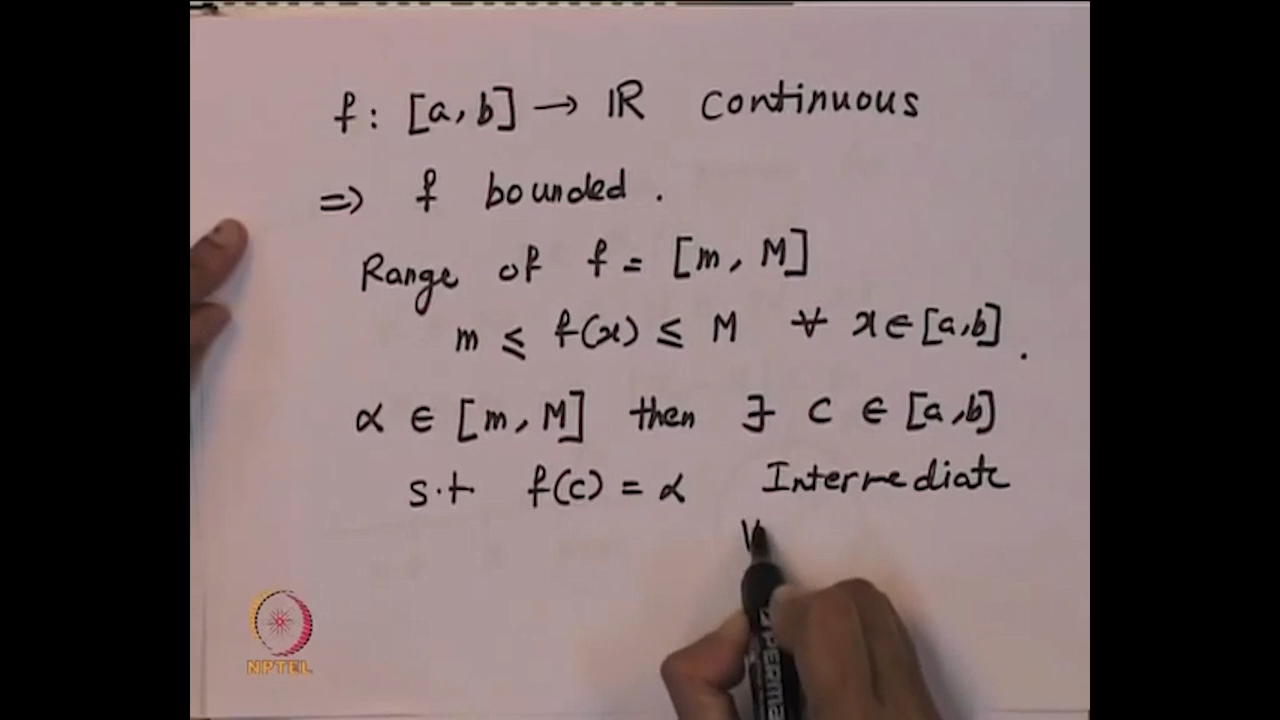 f: [a, b] → ℝ continuous
⇒ f bounded.
Range of f = [m, M]
m ≤ f(x) ≤ M ∀ x ∈ [a, b].
α ∈ [m, M] then ∃ c ∈ [a, b]
s.t f(c) = α Intermediate
NPTEL